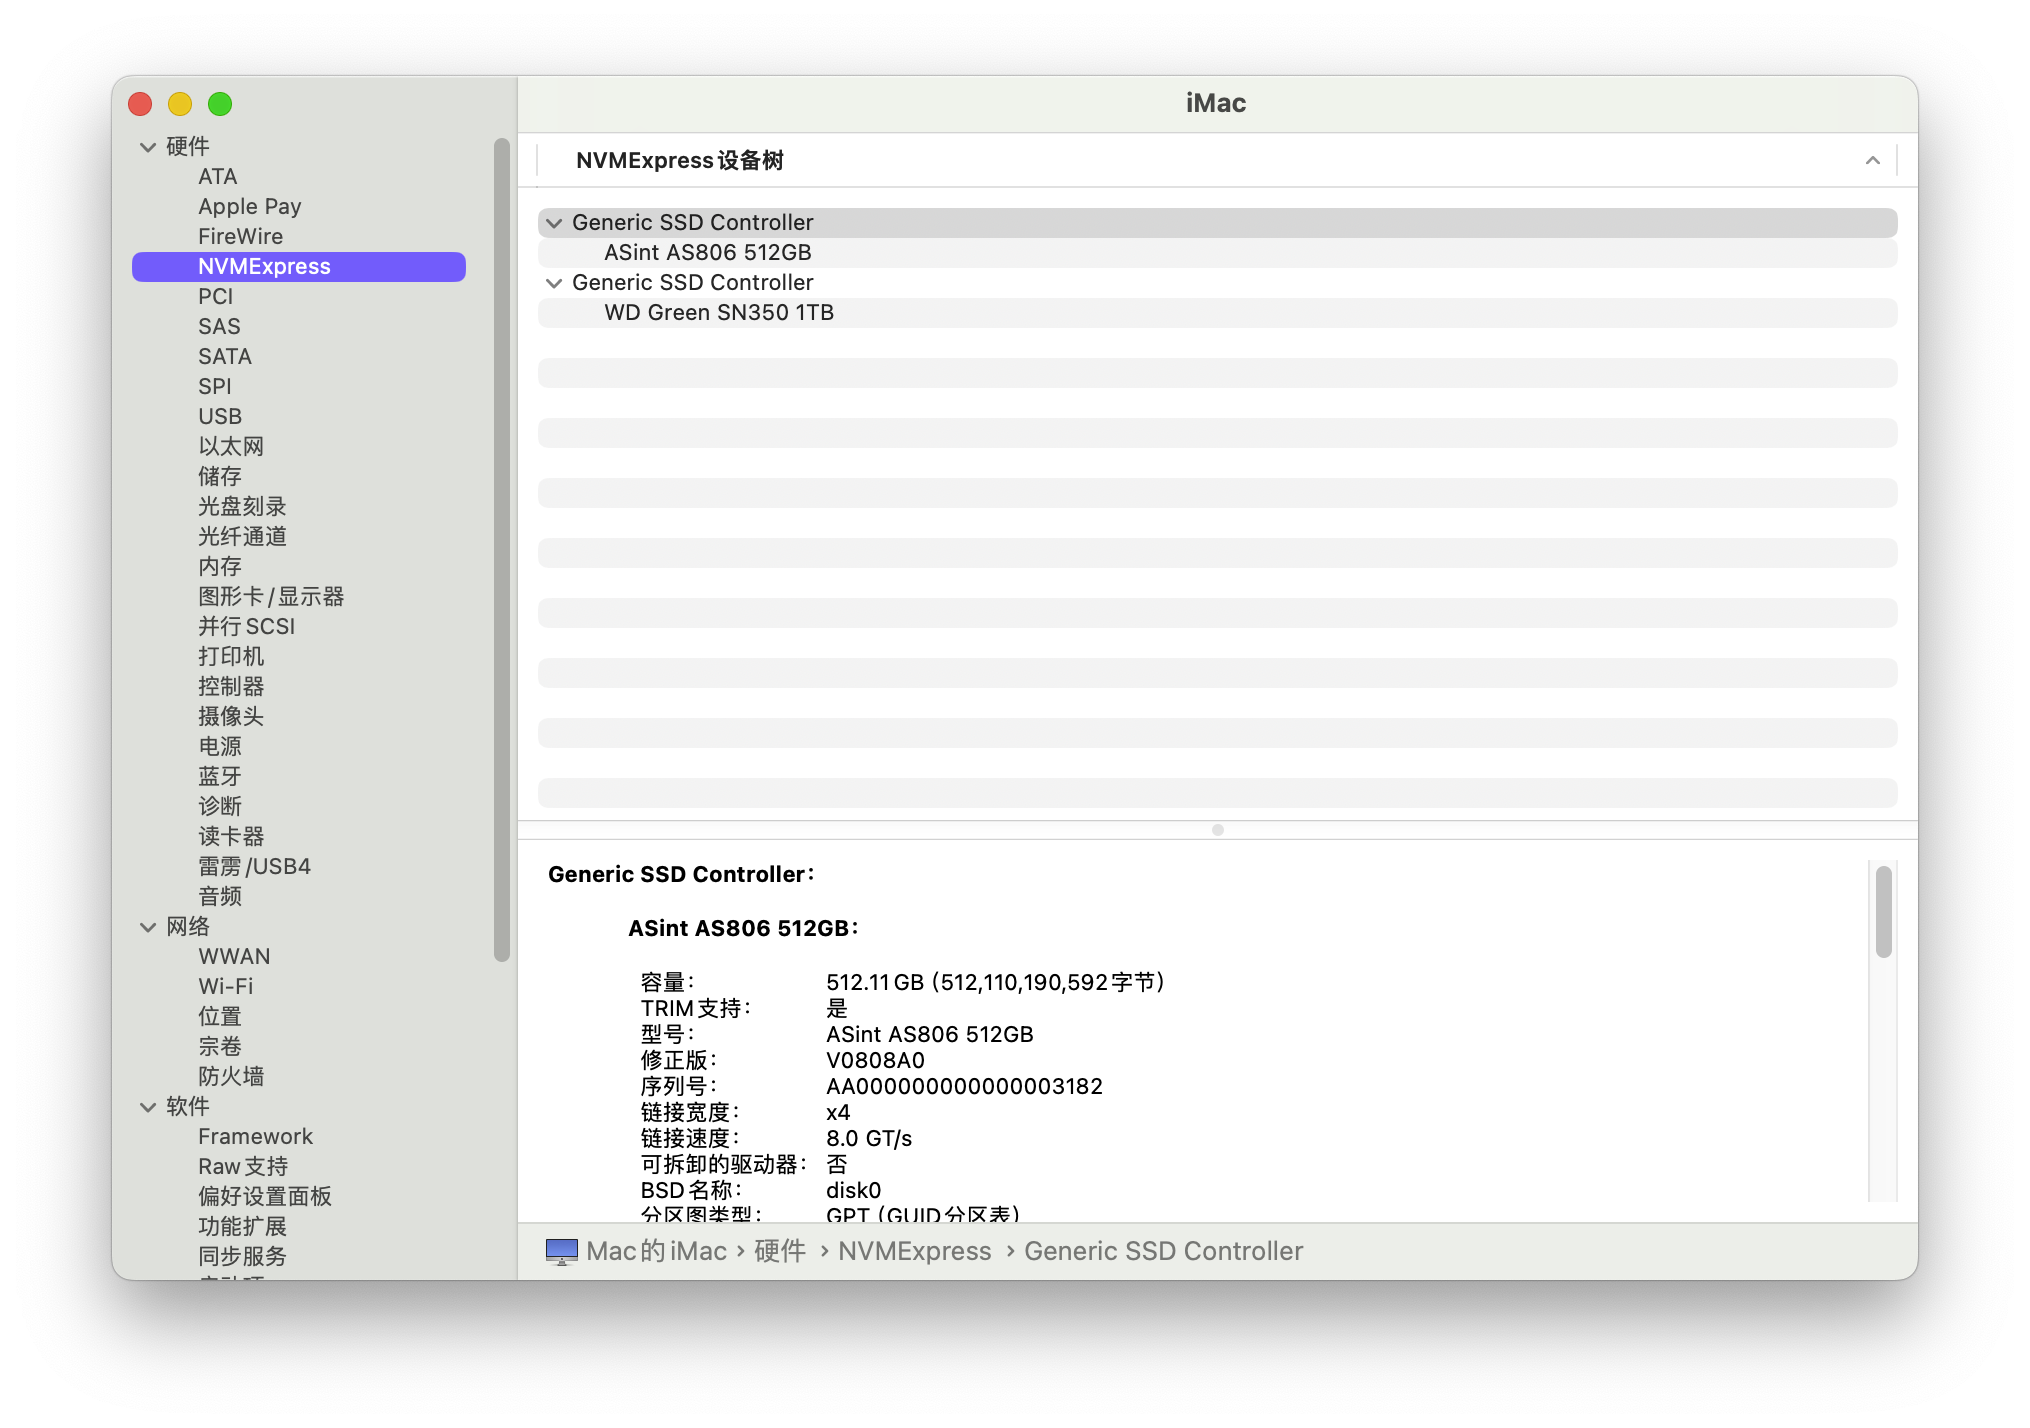 硬件
ATA
Apple Pay
FireWire
NVMExpress
PCI
SAS
SATA
SPI
USB
以太网
储存
光盘刻录
光纤通道
内存
图形卡/显示器
并行SCSI
打印机
控制器
摄像头
电源
蓝牙
诊断
读卡器
雷雳/USB4
音频
网络
WWAN
Wi-Fi
位置
宗卷
防火墙
软件
Framework
Raw支持
偏好设置面板
功能扩展
同步服务
iMac
NVMExpress设备树
Generic SSD Controller
ASint AS806 512GB
Generic SSD Controller
WD Green SN350 1TB
Generic SSD Controller：
ASint AS806 512GB：
容量： 512.11 GB（512,110,190,592字节）
TRIM支持： 是
型号： ASint AS806 512GB
修正版： V0808A0
序列号： AA000000000000003182
链接宽度： x4
链接速度： 8.0 GT/s
可拆卸的驱动器： 否
BSD名称： disk0
分区图类型： GPT（GUID分区表）
Mac的iMac › 硬件 › NVMExpress › Generic SSD Controller